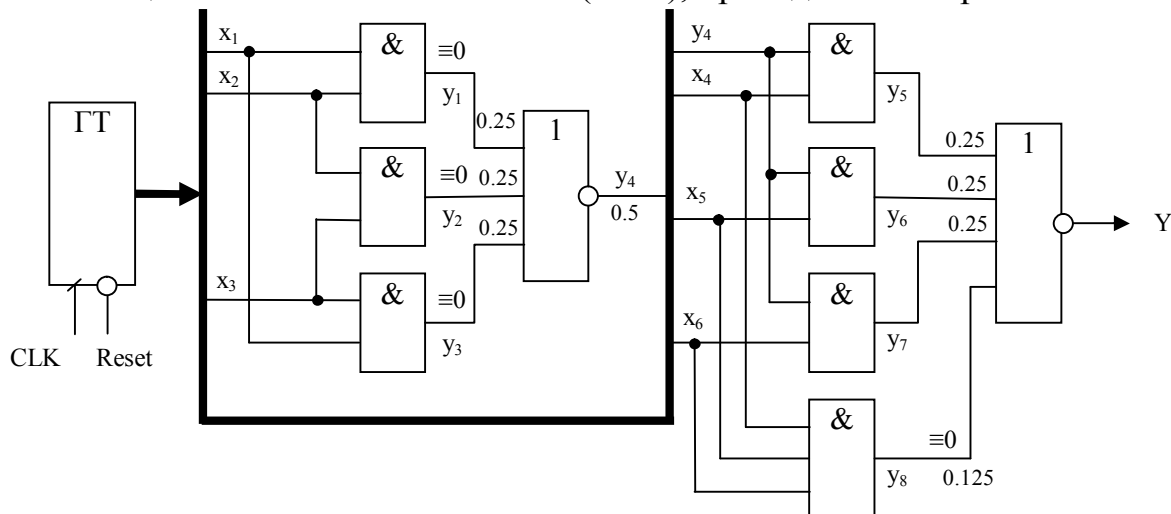 x₁
x₂
x₃
ГТ
CLK
Reset
&
≡0
y₁
0.25
&
≡0
y₂
0.25
&
≡0
y₃
0.25
1
y₄
0.5
y₄
x₄
x₅
x₆
&
y₅
0.25
&
y₆
0.25
&
y₇
0.25
&
≡0
y₈
0.125
1
Y